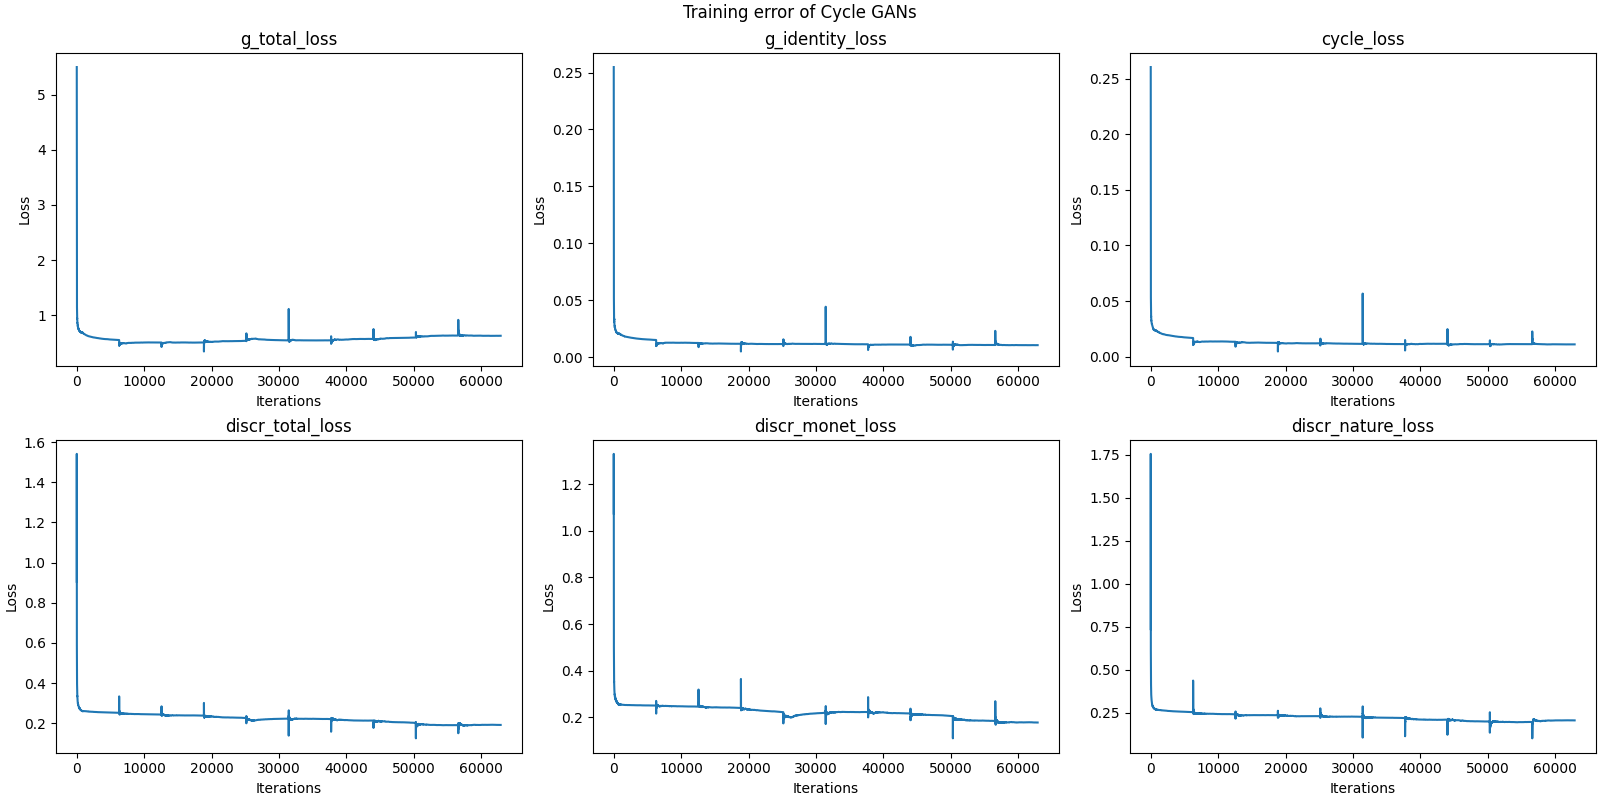 Training error of Cycle GANs
g_total_loss
g_identity_loss
cycle_loss
5
4
3
2
1
Loss
0 10000 20000 30000 40000 50000 60000
Iterations
0.25
0.20
0.15
0.10
0.05
0.00
Loss
0 10000 20000 30000 40000 50000 60000
Iterations
0.25
0.20
0.15
0.10
0.05
0.00
Loss
0 10000 20000 30000 40000 50000 60000
Iterations
discr_total_loss
discr_monet_loss
discr_nature_loss
1.6
1.4
1.2
1.0
0.8
0.6
0.4
0.2
Loss
0 10000 20000 30000 40000 50000 60000
Iterations
1.2
1.0
0.8
0.6
0.4
0.2
Loss
0 10000 20000 30000 40000 50000 60000
Iterations
1.75
1.50
1.25
1.00
0.75
0.50
0.25
Loss
0 10000 20000 30000 40000 50000 60000
Iterations